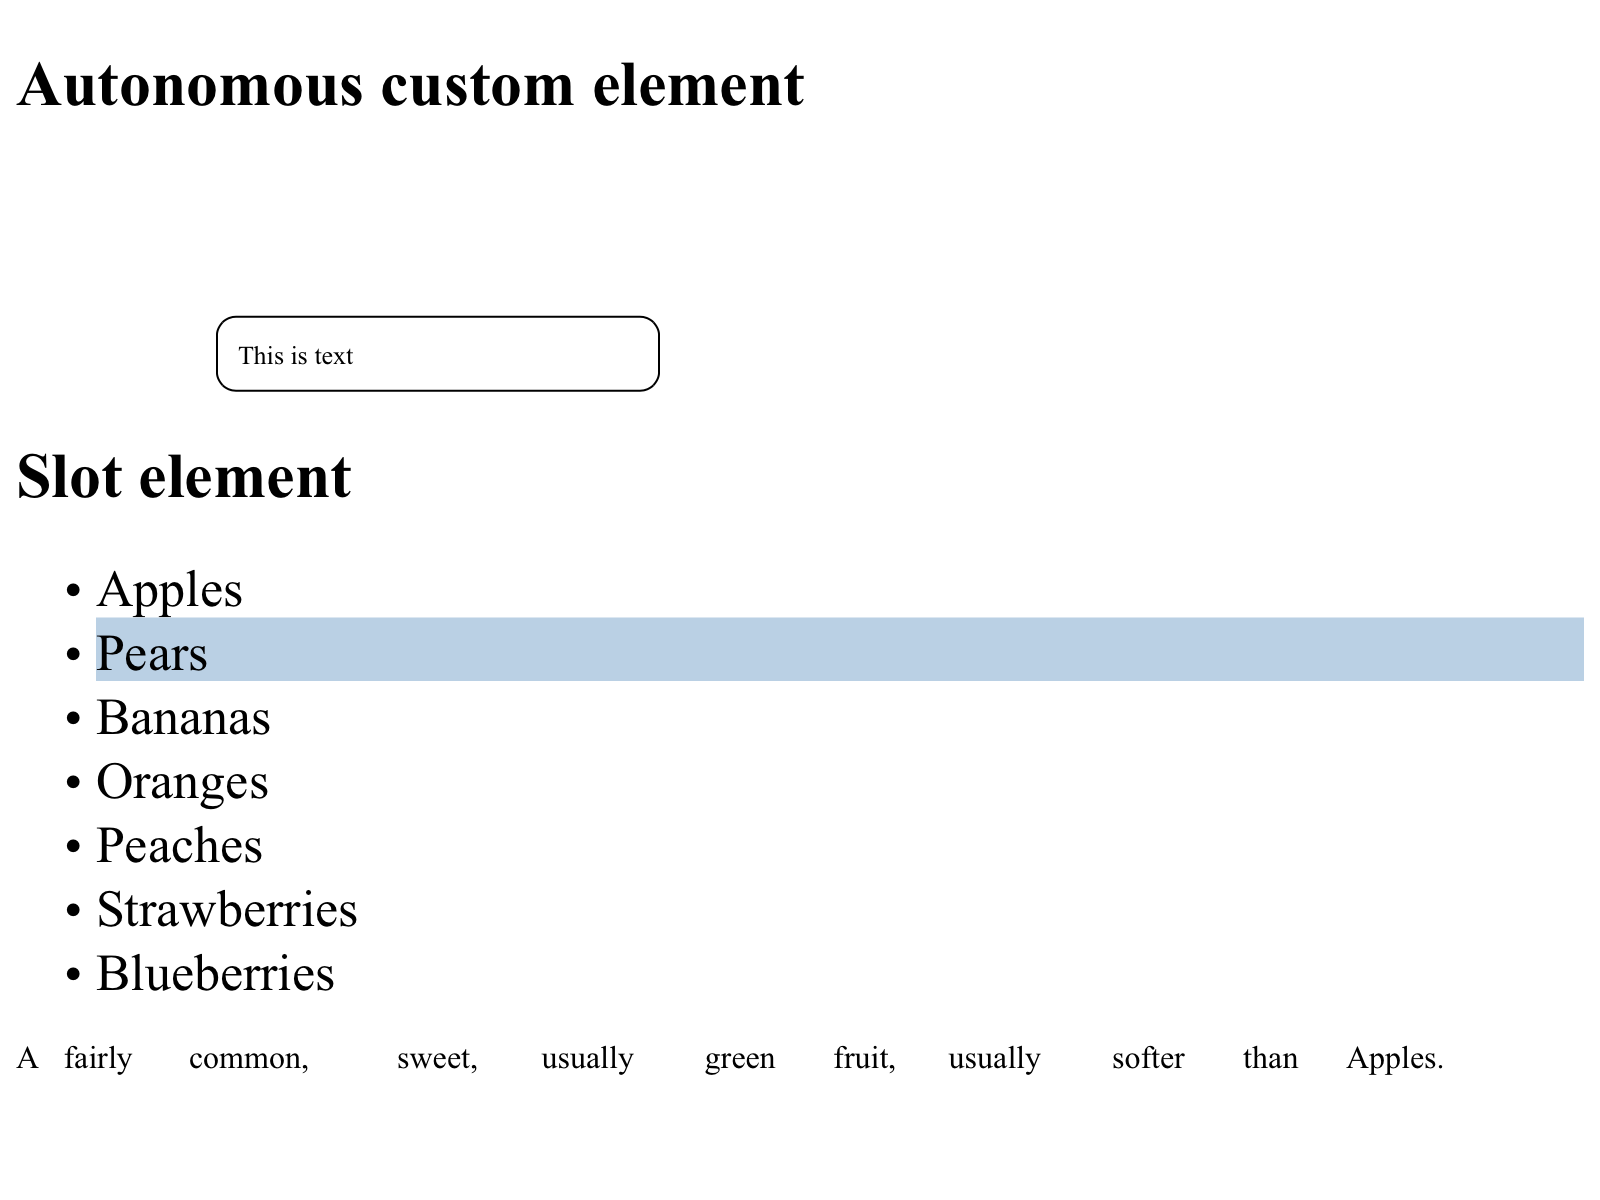 Autonomous custom element
This is text
Slot element
• Apples
• Pears
• Bananas
• Oranges
• Peaches
• Strawberries
• Blueberries
A fairly common, sweet, usually green fruit, usually softer than Apples.